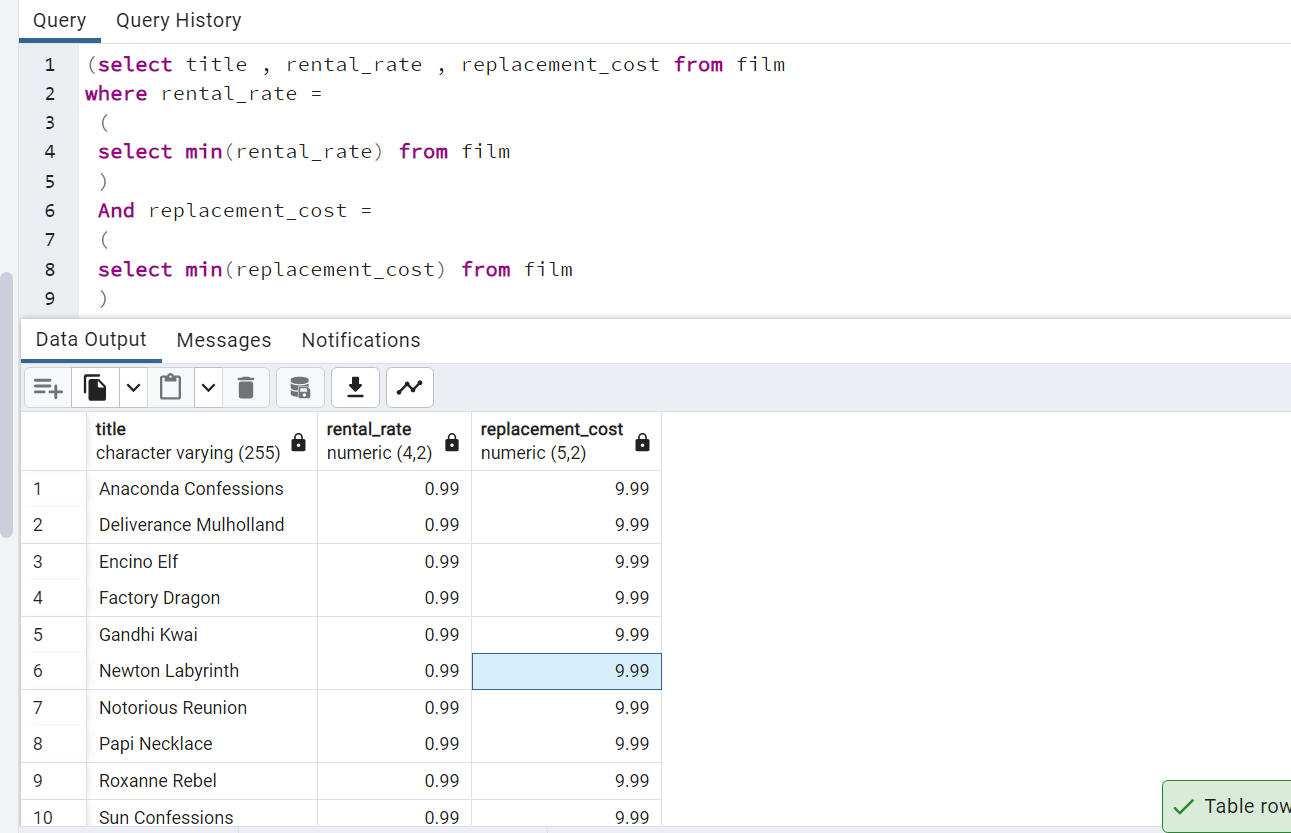 Query Query History
1 (select title , rental_rate , replacement_cost from film
2 where rental_rate =
3 (
4 select min(rental_rate) from film
5 )
6 And replacement_cost =
7 (
8 select min(replacement_cost) from film
9 )
Data Output Messages Notifications
title rental_rate replacement_cost
character varying (255) numeric (4,2) numeric (5,2)
1 Anaconda Confessions 0.99 9.99
2 Deliverance Mulholland 0.99 9.99
3 Encino Elf 0.99 9.99
4 Factory Dragon 0.99 9.99
5 Gandhi Kwai 0.99 9.99
6 Newton Labyrinth 0.99 9.99
7 Notorious Reunion 0.99 9.99
8 Papi Necklace 0.99 9.99
9 Roxanne Rebel 0.99 9.99
10 Sun Confessions 0.99 9.99
Table row